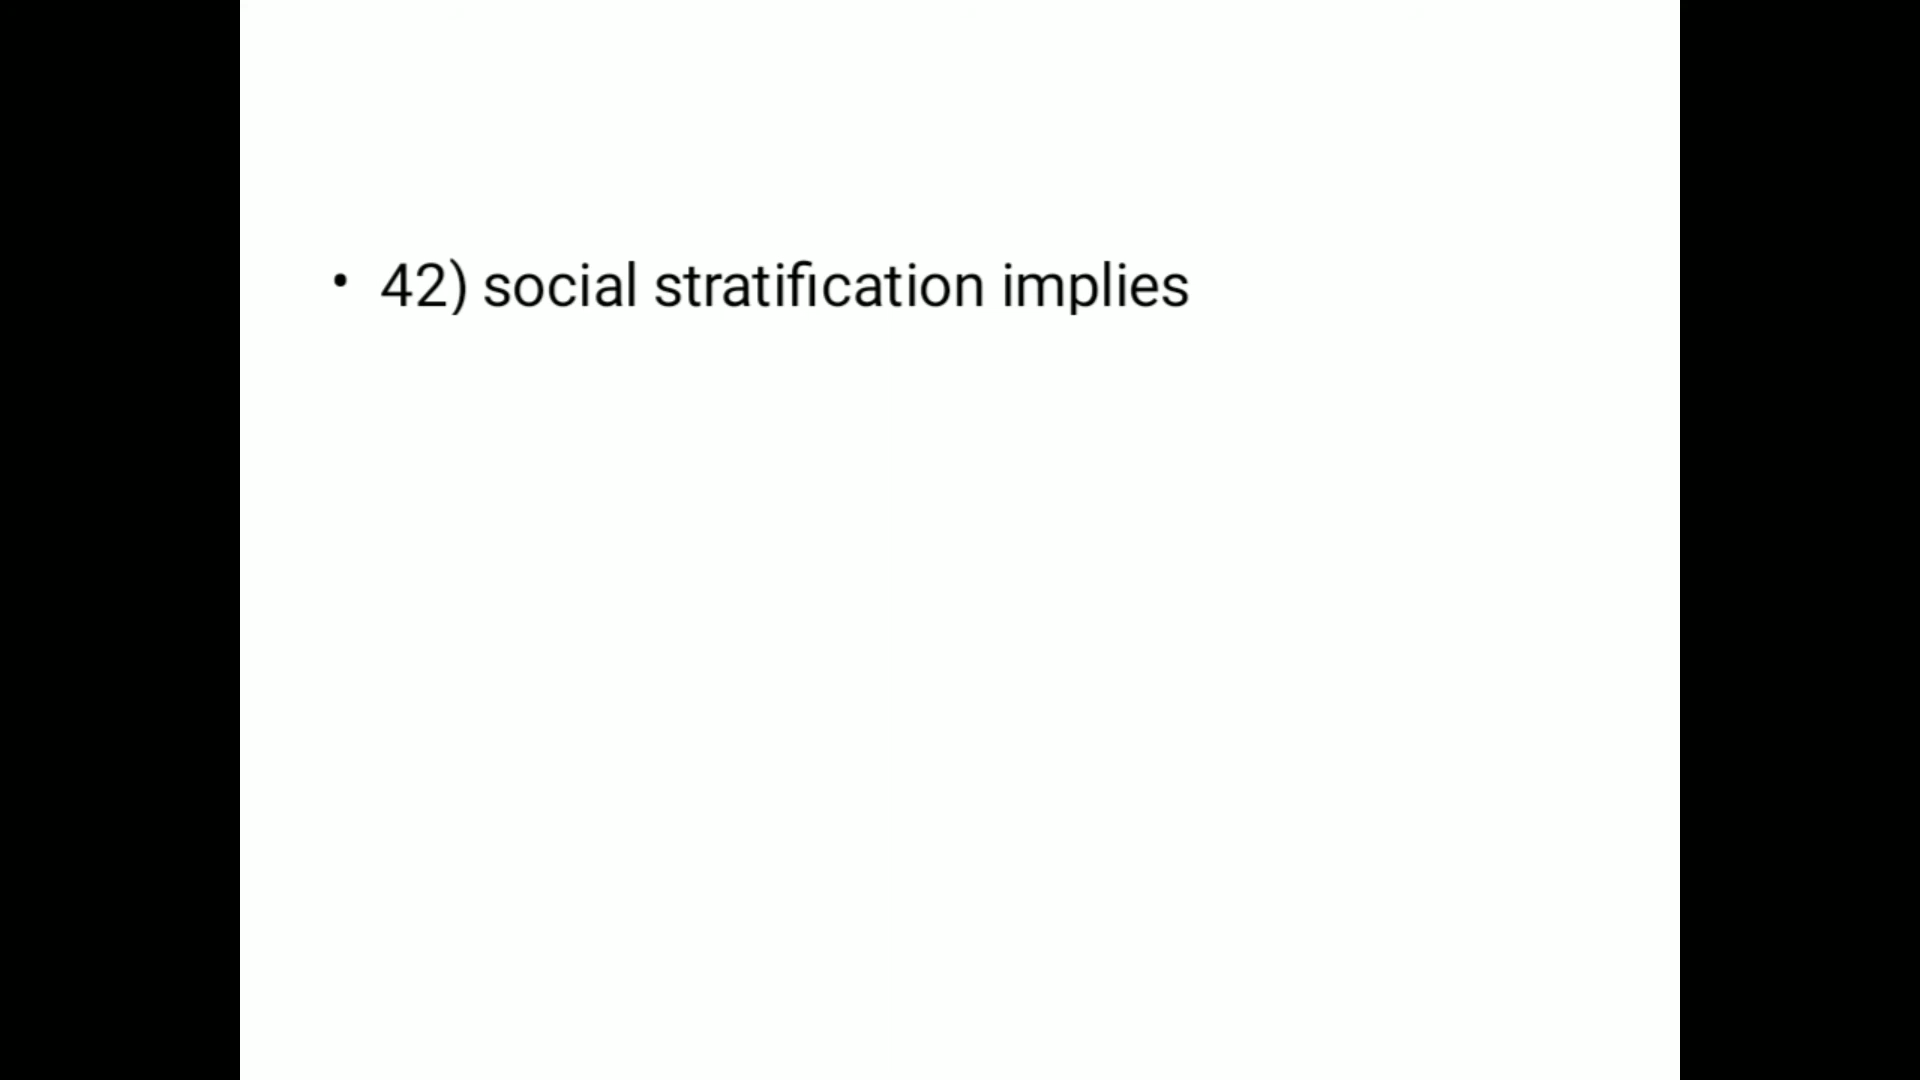 • 42) social stratification implies